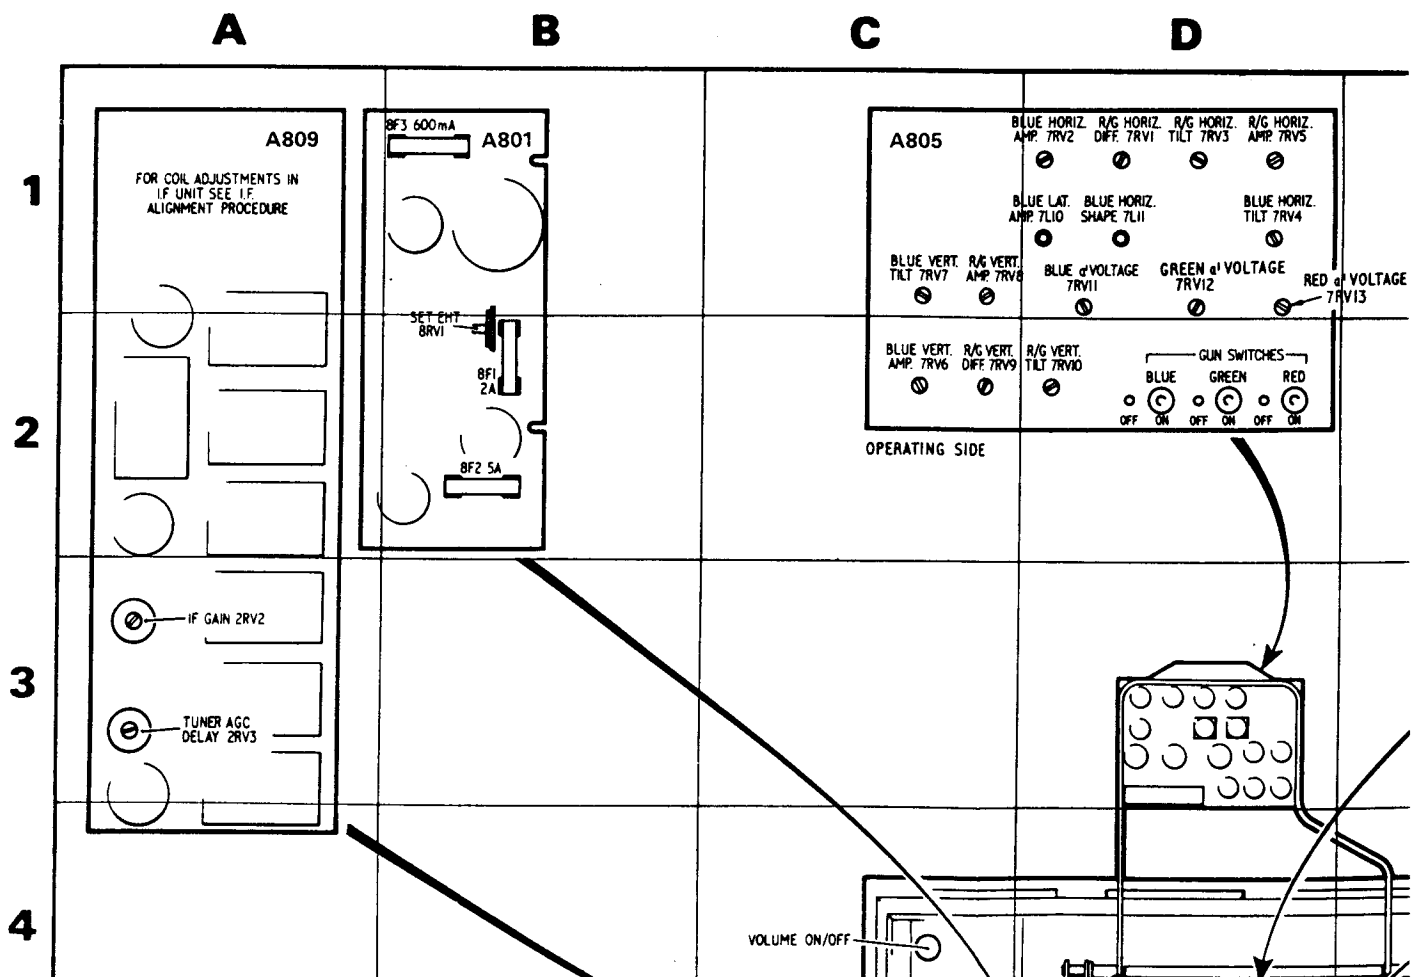 A B C D
1
2
3
4
A809
FOR COIL ADJUSTMENTS IN
I.F UNIT SEE I.F.
ALIGNMENT PROCEDURE
IF GAIN 2RV2
TUNER AGC
DELAY 2RV3
8F3 600mA
A801
SET EHT
8RV1
8F1
2A
8F2 5A
A805
BLUE HORIZ.
AMP. 7RV2
R/G HORIZ.
DIFF. 7RV1
R/G HORIZ.
TILT 7RV3
R/G HORIZ.
AMP. 7RV5
BLUE LAT.
AMP. 7L10
BLUE HORIZ.
SHAPE 7L11
BLUE HORIZ.
TILT 7RV4
BLUE VERT.
TILT 7RV7
R/G VERT.
AMP. 7RV8
BLUE a' VOLTAGE
7RV11
GREEN a' VOLTAGE
7RV12
RED a' VOLTAGE
7RV13
BLUE VERT.
AMP. 7RV6
R/G VERT.
DIFF. 7RV9
R/G VERT.
TILT 7RV10
GUN SWITCHES
BLUE GREEN RED
OFF ON OFF ON OFF ON
OPERATING SIDE
VOLUME ON/OFF